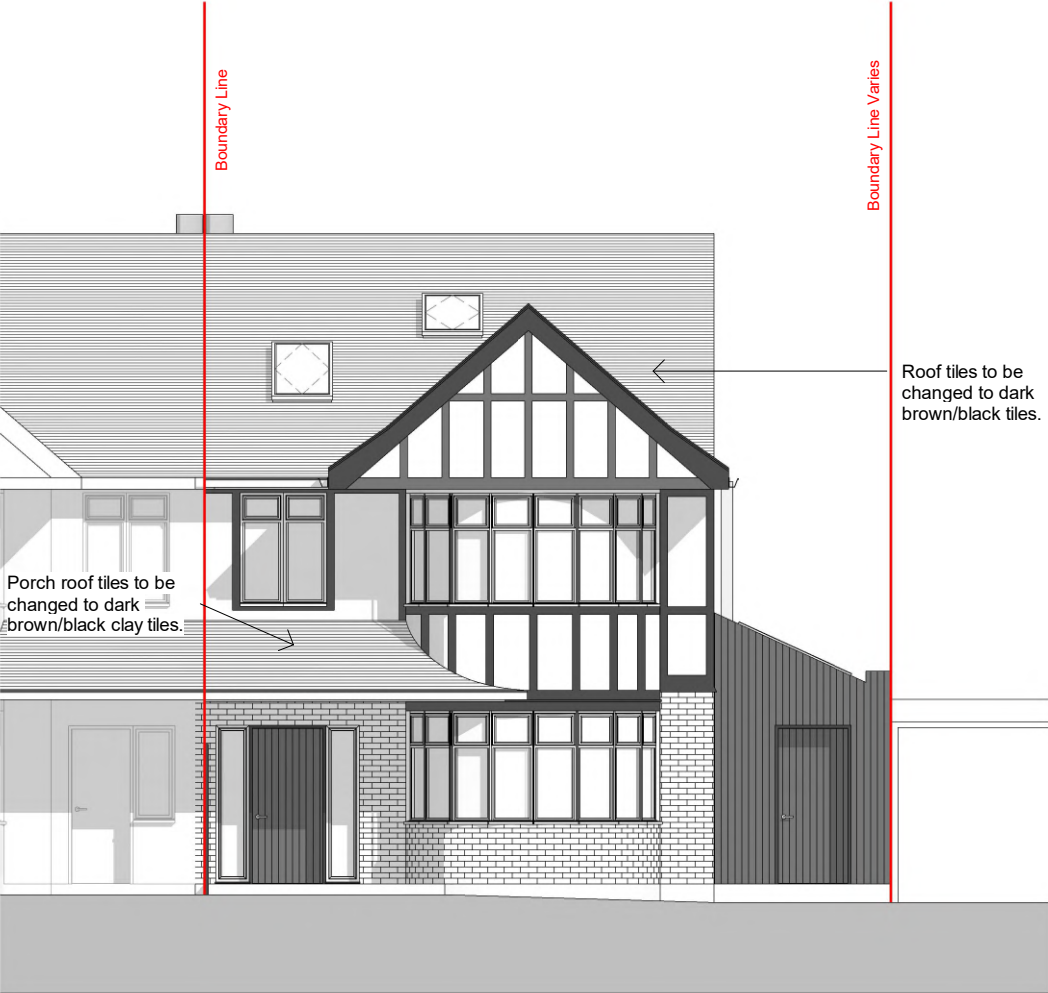 Boundary Line
Boundary Line Varies
Roof tiles to be
changed to dark
brown/black tiles.
Porch roof tiles to be
changed to dark
brown/black clay tiles.